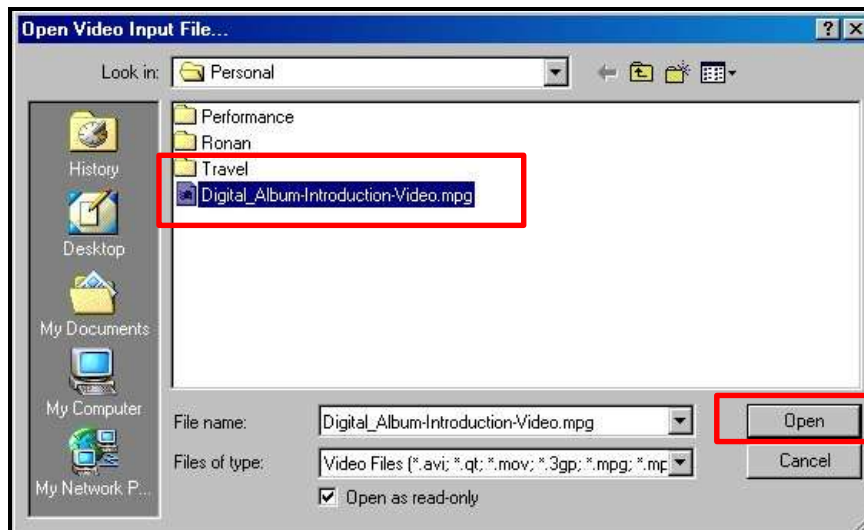 Open Video Input File...
Look in: Personal
Performance
Ronan
Travel
Digital_Album-Introduction-Video.mpg
History
Desktop
My Documents
My Computer
My Network P...
File name: Digital_Album-Introduction-Video.mpg Open
Files of type: Video Files (*.avi; *.qt; *.mov; *.3gp; *.mpg; *.mp Cancel
Open as read-only